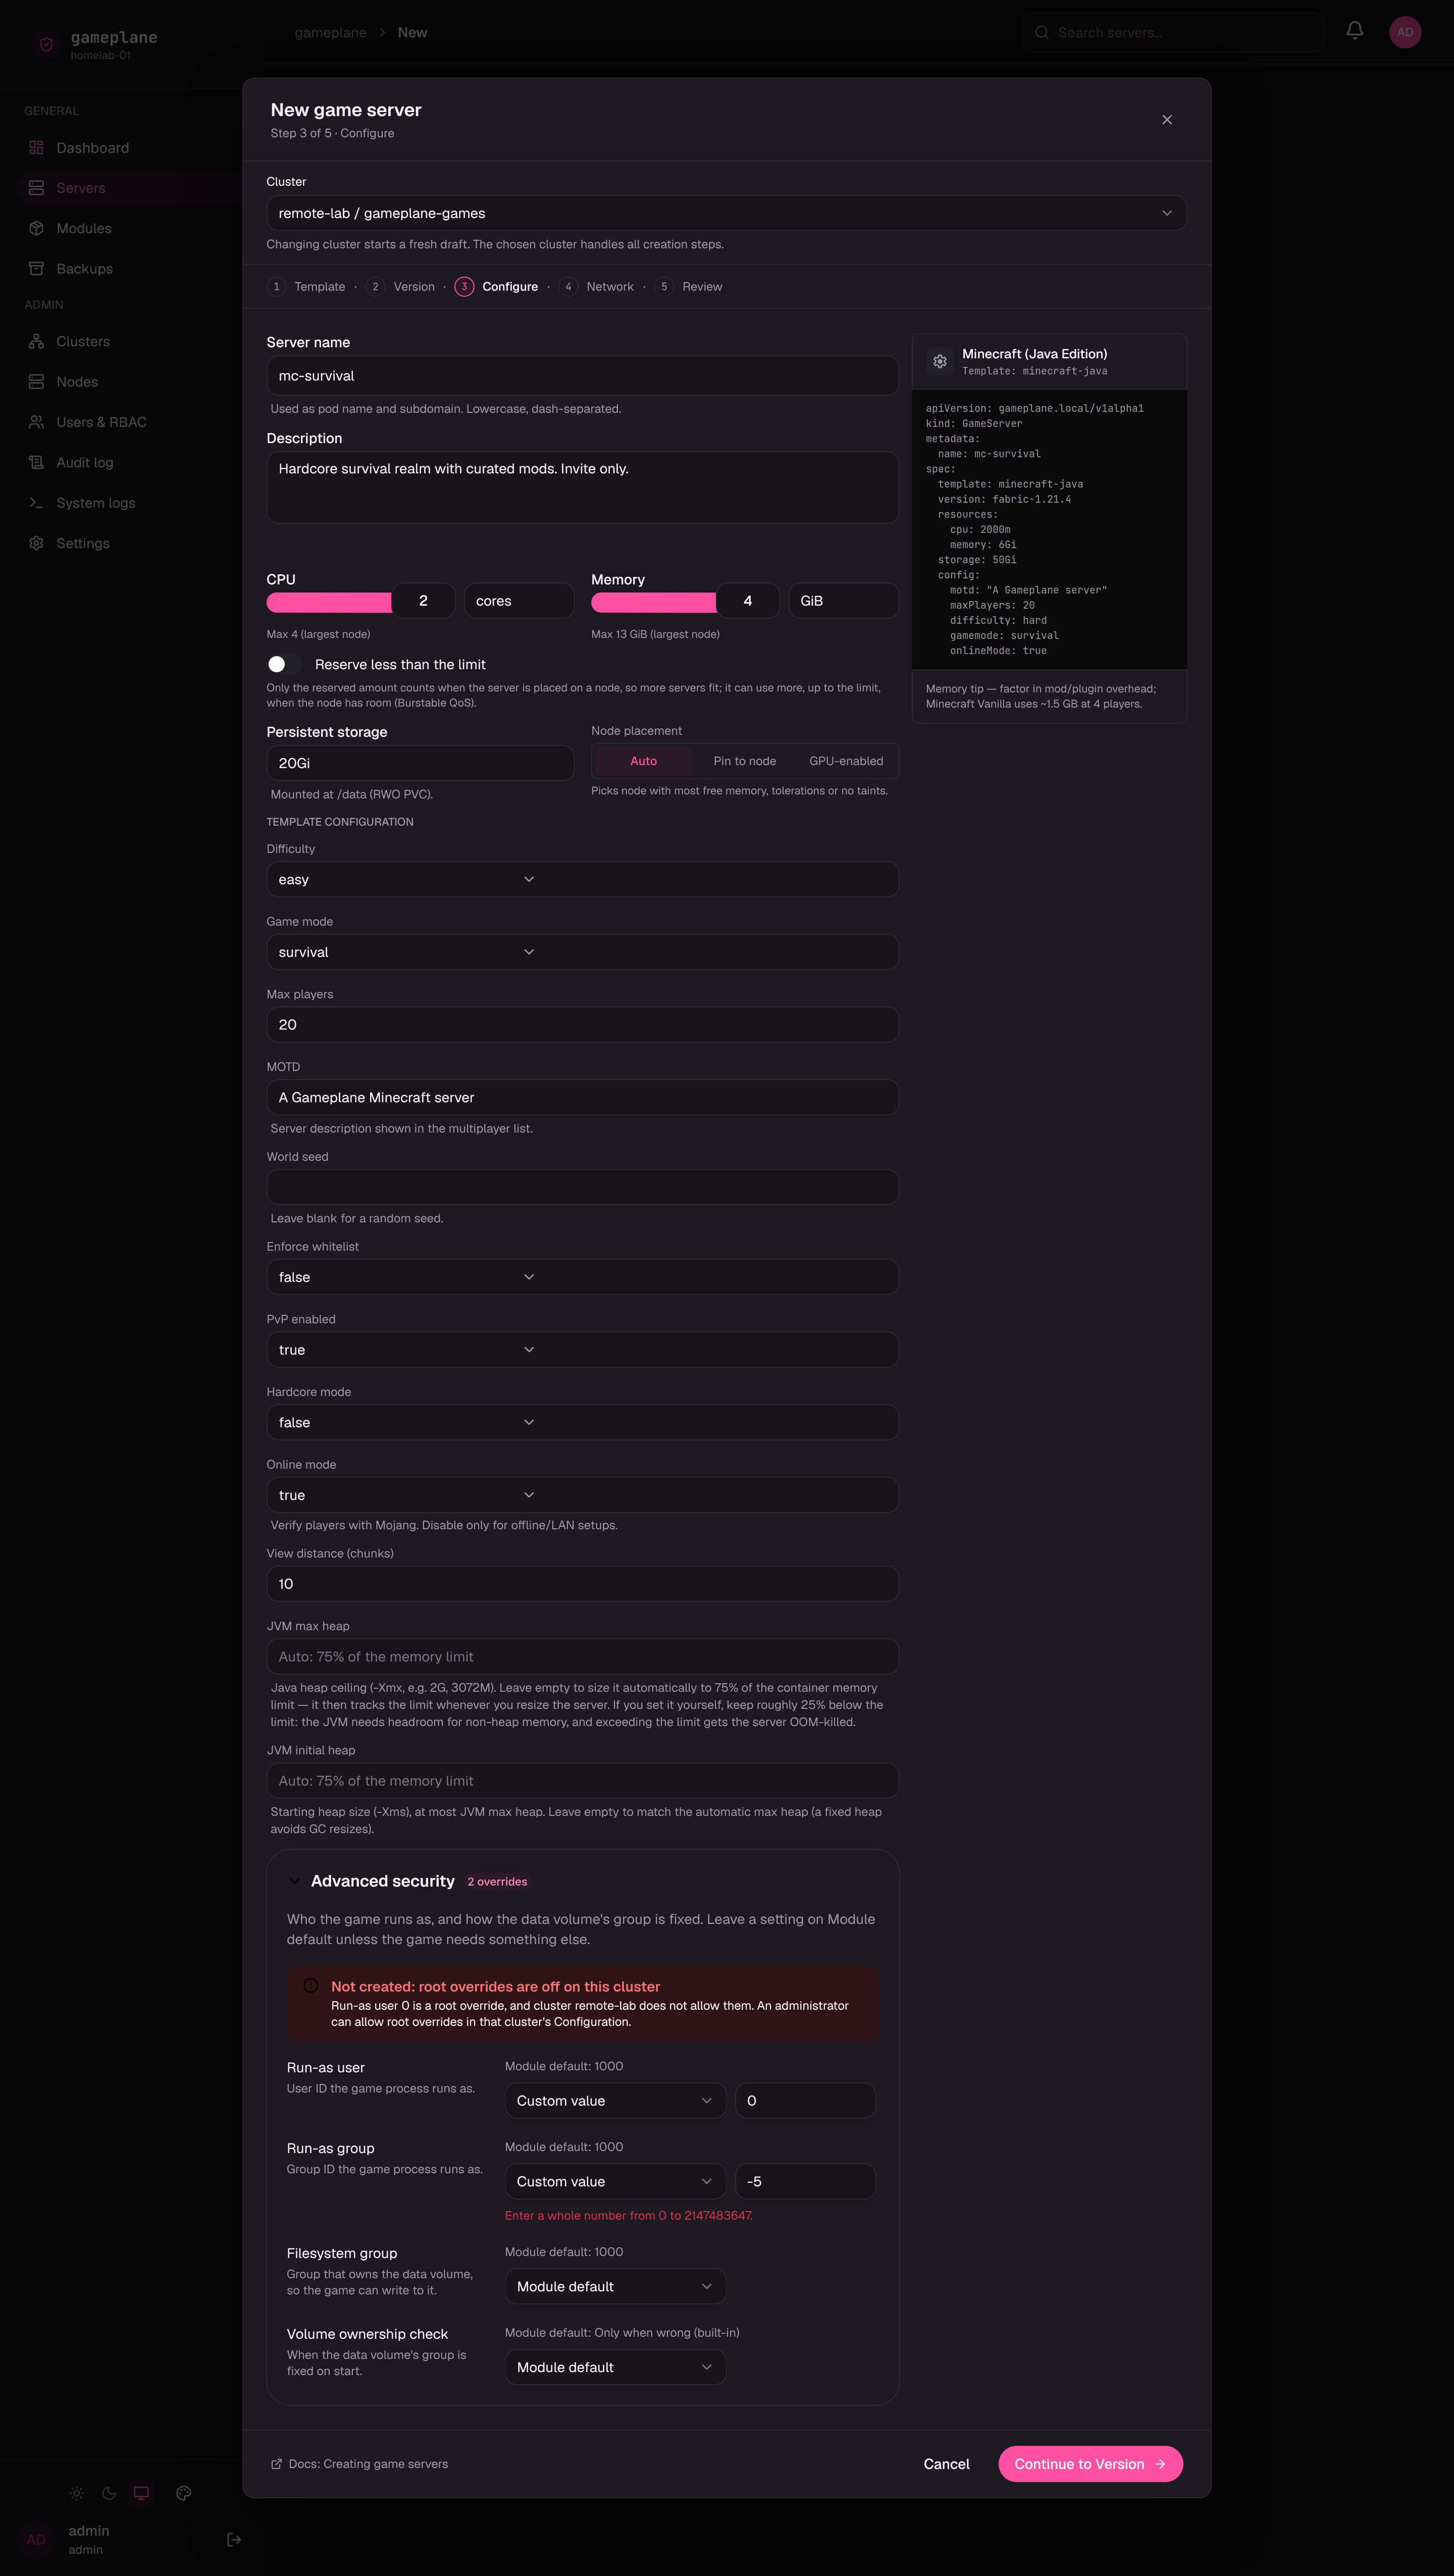 gameplane
homelab-01
gameplane > New
Search servers...
AD
GENERAL
Dashboard
Servers
Modules
Backups
ADMIN
Clusters
Nodes
Users & RBAC
Audit log
System logs
Settings
New game server
Step 3 of 5 · Configure
Cluster
remote-lab / gameplane-games
Changing cluster starts a fresh draft. The chosen cluster handles all creation steps.
1 Template · 2 Version · 3 Configure · 4 Network · 5 Review
Server name
mc-survival
Used as pod name and subdomain. Lowercase, dash-separated.
Description
Hardcore survival realm with curated mods. Invite only.
CPU
2
cores
Max 4 (largest node)
Memory
4
GiB
Max 13 GiB (largest node)
Reserve less than the limit
Only the reserved amount counts when the server is placed on a node, so more servers fit; it can use more, up to the limit,
when the node has room (Burstable QoS).
Persistent storage
20Gi
Mounted at /data (RWO PVC).
Node placement
Auto
Pin to node
GPU-enabled
Picks node with most free memory, tolerations or no taints.
TEMPLATE CONFIGURATION
Difficulty
easy
Game mode
survival
Max players
20
MOTD
A Gameplane Minecraft server
Server description shown in the multiplayer list.
World seed
Leave blank for a random seed.
Enforce whitelist
false
PvP enabled
true
Hardcore mode
false
Online mode
true
Verify players with Mojang. Disable only for offline/LAN setups.
View distance (chunks)
10
JVM max heap
Auto: 75% of the memory limit
Java heap ceiling (-Xmx, e.g. 2G, 3072M). Leave empty to size it automatically to 75% of the container memory
limit — it then tracks the limit whenever you resize the server. If you set it yourself, keep roughly 25% below the
limit: the JVM needs headroom for non-heap memory, and exceeding the limit gets the server OOM-killed.
JVM initial heap
Auto: 75% of the memory limit
Starting heap size (-Xms), at most JVM max heap. Leave empty to match the automatic max heap (a fixed heap
avoids GC resizes).
Advanced security
2 overrides
Who the game runs as, and how the data volume's group is fixed. Leave a setting on Module
default unless the game needs something else.
Not created: root overrides are off on this cluster
Run-as user 0 is a root override, and cluster remote-lab does not allow them. An administrator
can allow root overrides in that cluster's Configuration.
Run-as user
User ID the game process runs as.
Module default: 1000
Custom value
0
Run-as group
Group ID the game process runs as.
Module default: 1000
Custom value
-5
Enter a whole number from 0 to 2147483647.
Filesystem group
Group that owns the data volume,
so the game can write to it.
Module default: 1000
Module default
Volume ownership check
When the data volume's group is
fixed on start.
Module default: Only when wrong (built-in)
Module default
Minecraft (Java Edition)
Template: minecraft-java
apiVersion: gameplane.local/v1alpha1
kind: GameServer
metadata:
name: mc-survival
spec:
template: minecraft-java
version: fabric-1.21.4
resources:
cpu: 2000m
memory: 6Gi
storage: 50Gi
config:
motd: "A Gameplane server"
maxPlayers: 20
difficulty: hard
gamemode: survival
onlineMode: true
Memory tip — factor in mod/plugin overhead;
Minecraft Vanilla uses ~1.5 GB at 4 players.
Docs: Creating game servers
Cancel
Continue to Version
AD
admin
admin